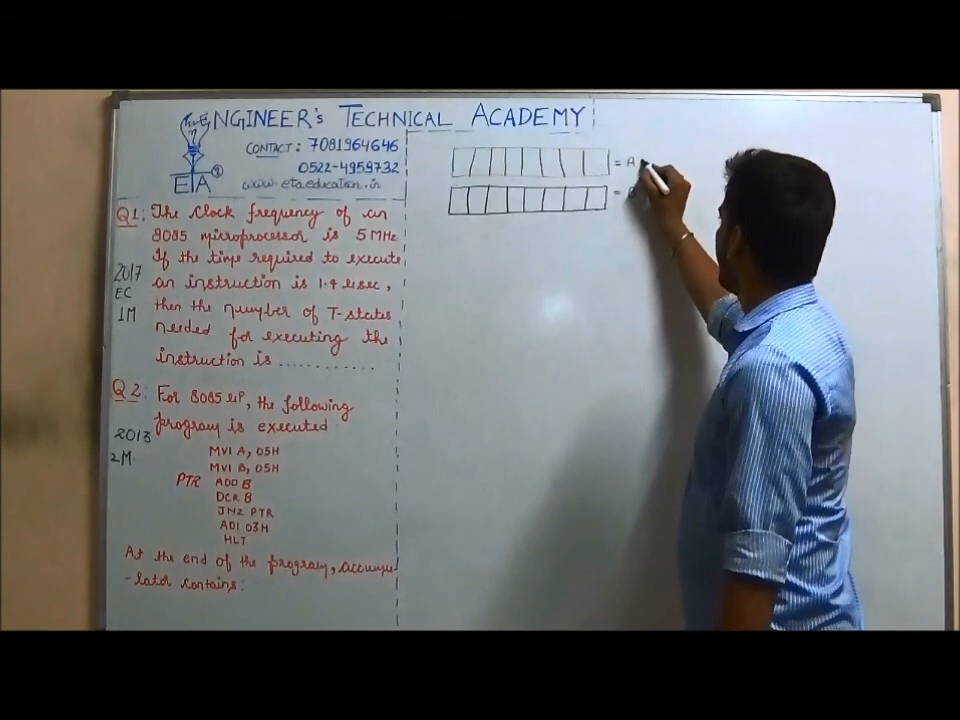 ENGINEER's TECHNICAL ACADEMY
CONTACT : 7081964646
0522-4959732
www.etaeducation.in
ETA
Q1: The clock frequency of an
8085 microprocessor is 5 MHz
If the time required to execute
an instruction is 1.4 μsec,
then the number of T-states
needed for executing the
instruction is ............
2017
EC
1M
Q2: For 8085 μP, the following
program is executed
2013
2M
MVI A, 05H
MVI B, 05H
PTR ADD B
DCR B
JNZ PTR
ADI 03H
HLT
At the end of the program, accumu-
-lator contains:
= A
=